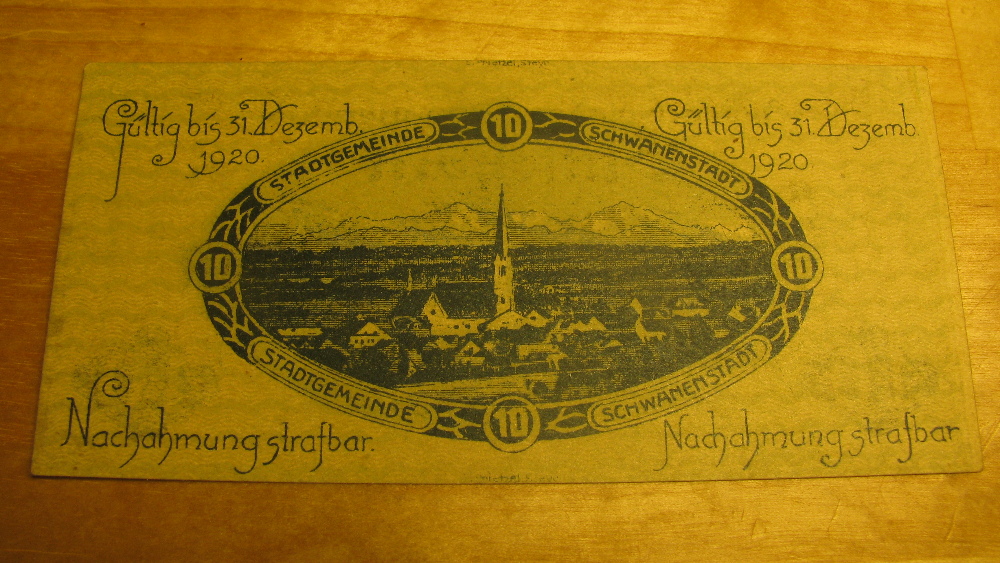 Gültig bis 31. Dezemb.
1920.
Gültig bis 31. Dezemb.
1920
STADTGEMEINDE
10
SCHWANENSTADT
10
10
STADTGEMEINDE
10
SCHWANENSTADT
Nachahmung strafbar.
Nachahmung strafbar